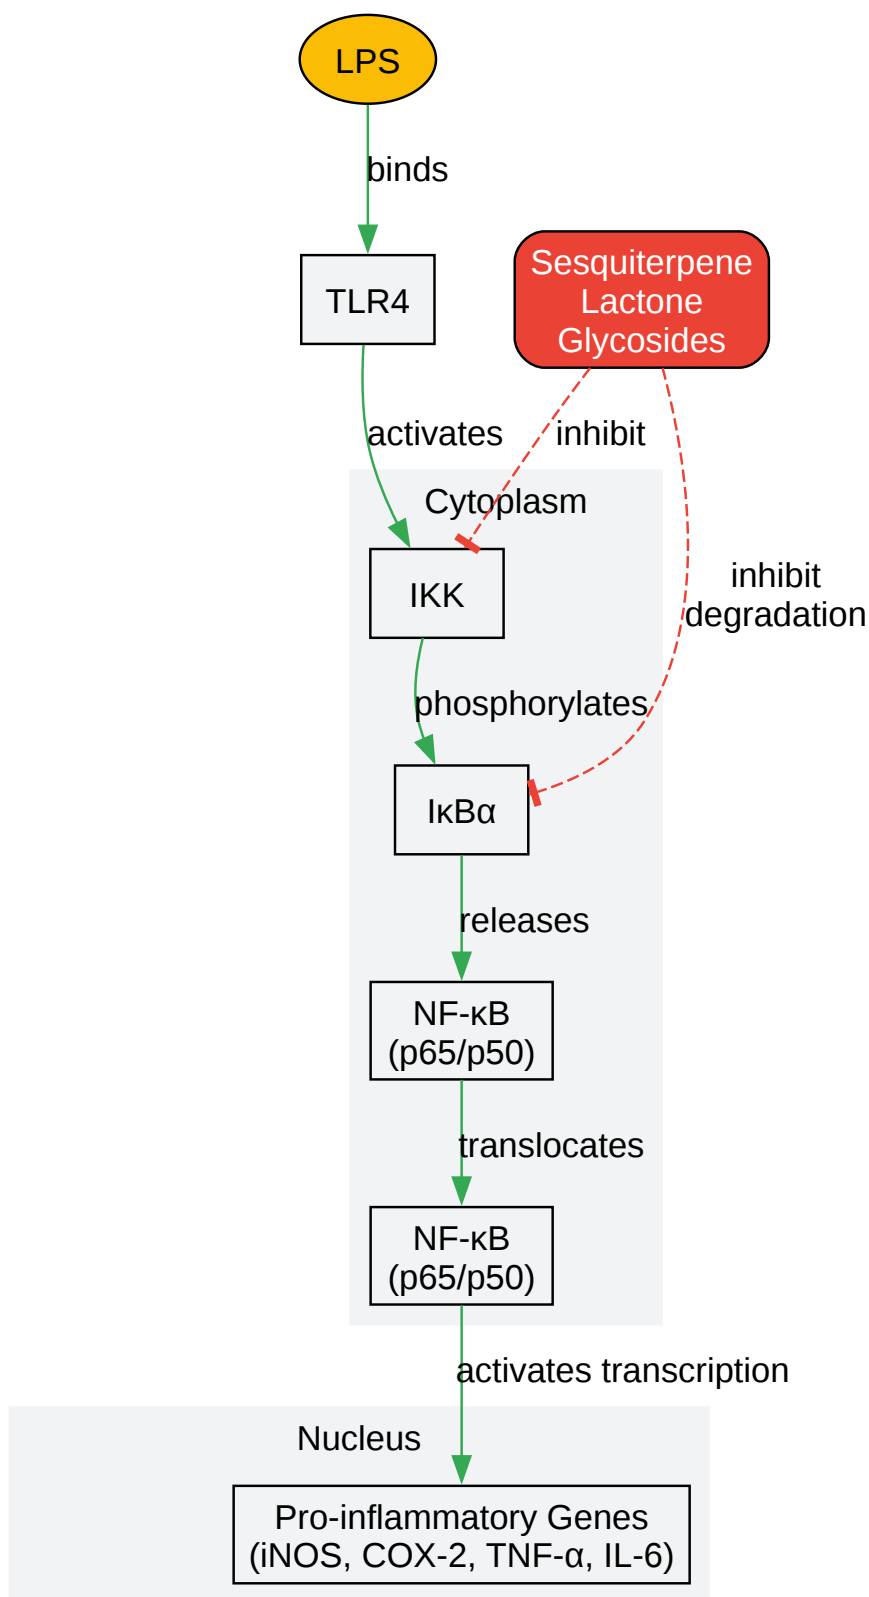 LPS
binds
TLR4
Sesquiterpene
Lactone
Glycosides
activates
inhibit
Cytoplasm
IKK
inhibit
degradation
phosphorylates
IκBα
releases
NF-κB
(p65/p50)
translocates
NF-κB
(p65/p50)
activates transcription
Nucleus
Pro-inflammatory Genes
(iNOS, COX-2, TNF-α, IL-6)